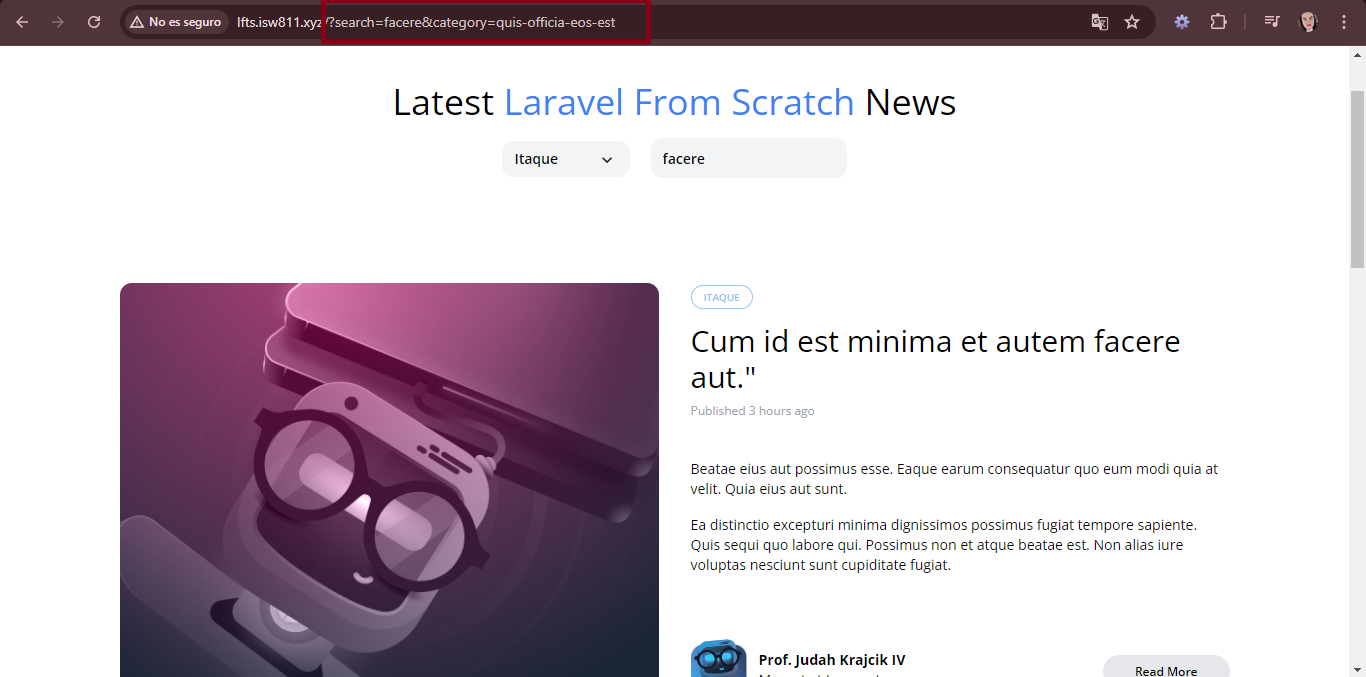 No es seguro lfts.isw811.xyz/?search=facere&category=quis-officia-eos-est
Latest Laravel From Scratch News
Itaque facere
ITAQUE
Cum id est minima et autem facere
aut."
Published 3 hours ago
Beatae eius aut possimus esse. Eaque earum consequatur quo eum modi quia at
velit. Quia eius aut sunt.
Ea distinctio excepturi minima dignissimos possimus fugiat tempore sapiente.
Quis sequi quo labore qui. Possimus non et atque beatae est. Non alias iure
voluptas nesciunt sunt cupiditate fugiat.
Prof. Judah Krajcik IV
Read More